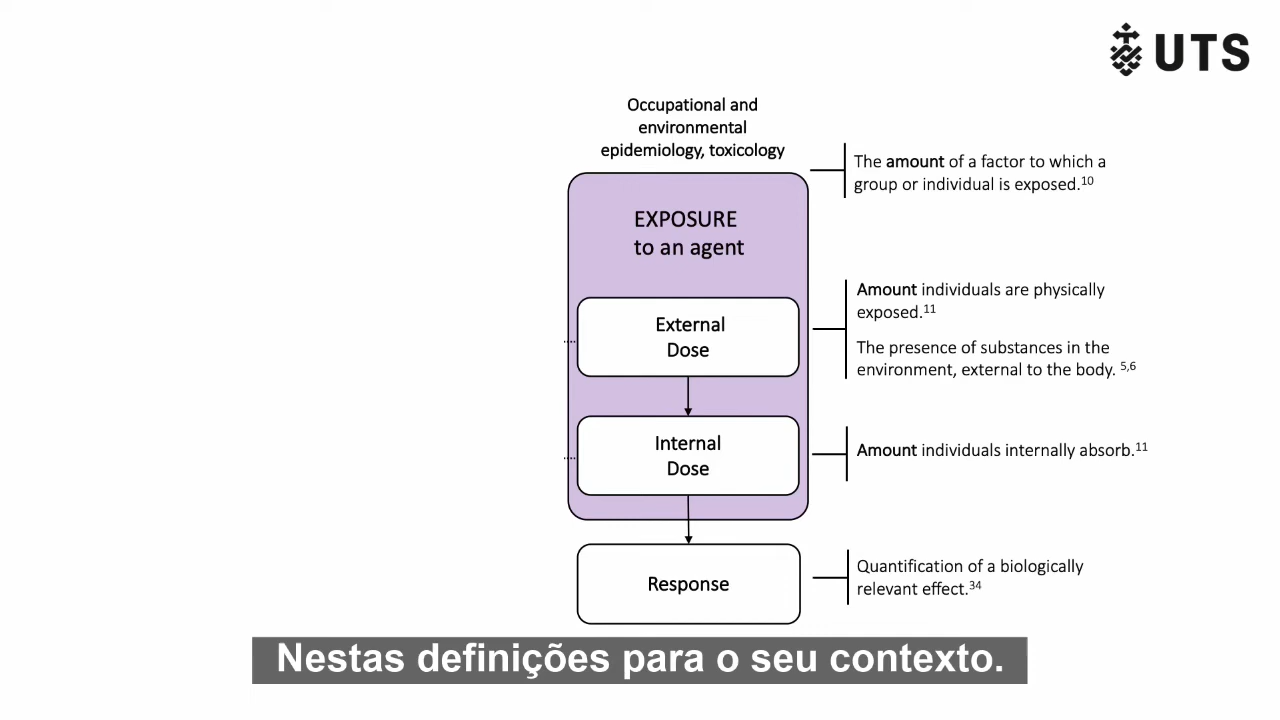 UTS
Occupational and
environmental
epidemiology, toxicology
The amount of a factor to which a
group or individual is exposed.10
EXPOSURE
to an agent
Amount individuals are physically
exposed.11
External
Dose
The presence of substances in the
environment, external to the body. 5,6
Internal
Dose
Amount individuals internally absorb.11
Response
Quantification of a biologically
relevant effect.34
Nestas definições para o seu contexto.